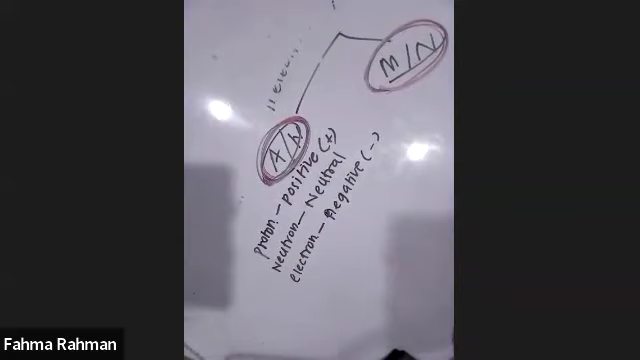 M/N
Proton - positive (+)
Neutron - Neutral
electron - Negative (-)
Fahma Rahman